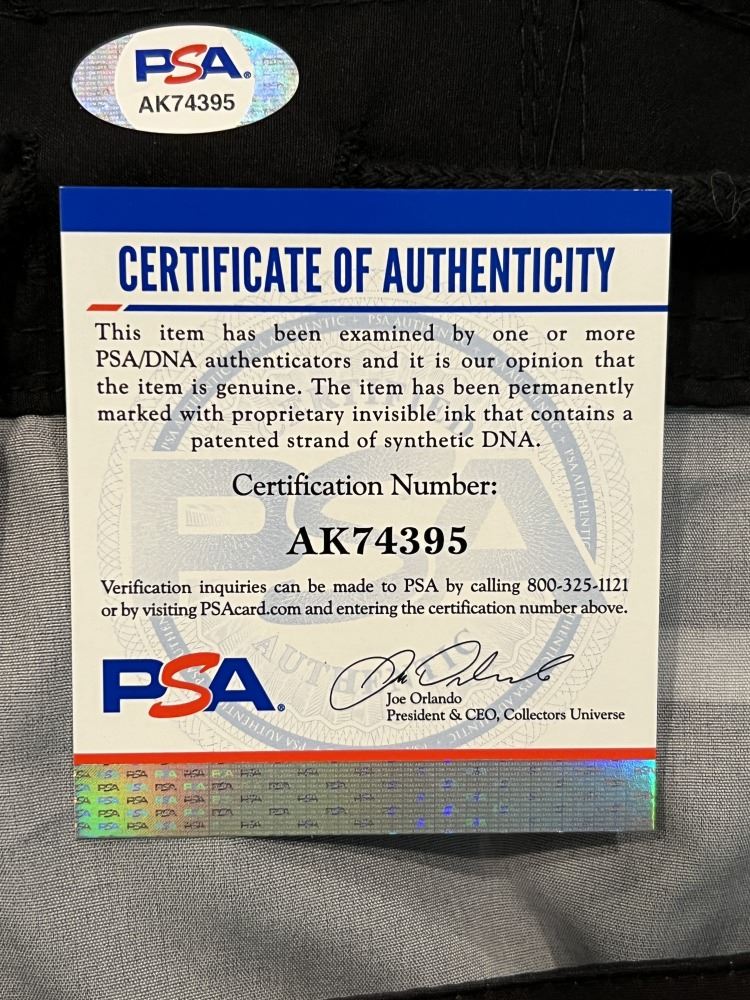 PSA.
AK74395
CERTIFICATE OF AUTHENTICITY
This item has been examined by one or more
PSA/DNA authenticators and it is our opinion that
the item is genuine. The item has been permanently
marked with proprietary invisible ink that contains a
patented strand of synthetic DNA.
Certification Number:
AK74395
Verification inquiries can be made to PSA by calling 800-325-1121
or by visiting PSAcard.com and entering the certification number above.
PSA.
Joe Orlando
President & CEO, Collectors Universe